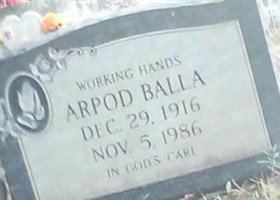 WORKING HANDS
ARPOD BALLA
DEC. 29, 1916
NOV. 5, 1986
IN GOD'S CARE